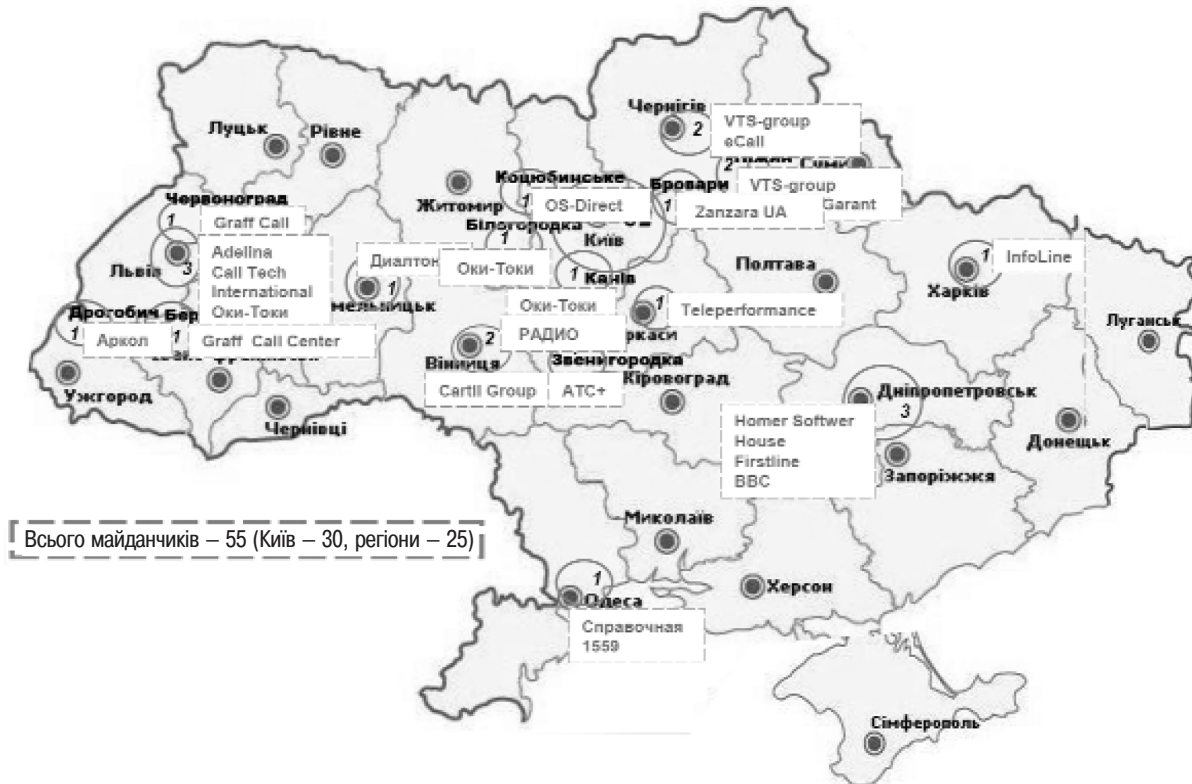 Чернігів
2
VTS-group
eCall
Луцьк
Рівне
2
Коцюбинське
1
OS-Direct
Бровари
1
VTS-group
Garant
Zanzara UA
Житомир
Червоноград
1
Graff Call
Білогородка
1
Київ
Львів
3
Adelina
Call Tech
International
Оки-Токи
Диалтон
1
Оки-Токи
Канів
1
Полтава
Харків
1
InfoLine
Оки-Токи
1
Teleperformance
Луганськ
Дрогобич
1
Аркол
1
Graff Call Center
Вінниця
2
РАДИО
Звенигородка
Certil Group
АТС+
Кіровоград
Ужгород
Чернівці
Дніпропетровськ
3
Homer Softwer
House
Firstline
BBC
Донецьк
Запоріжжя
Всього майданчиків – 55 (Київ – 30, регіони – 25)
Миколаїв
Херсон
1
Одеса
Справочная
1559
Сімферополь